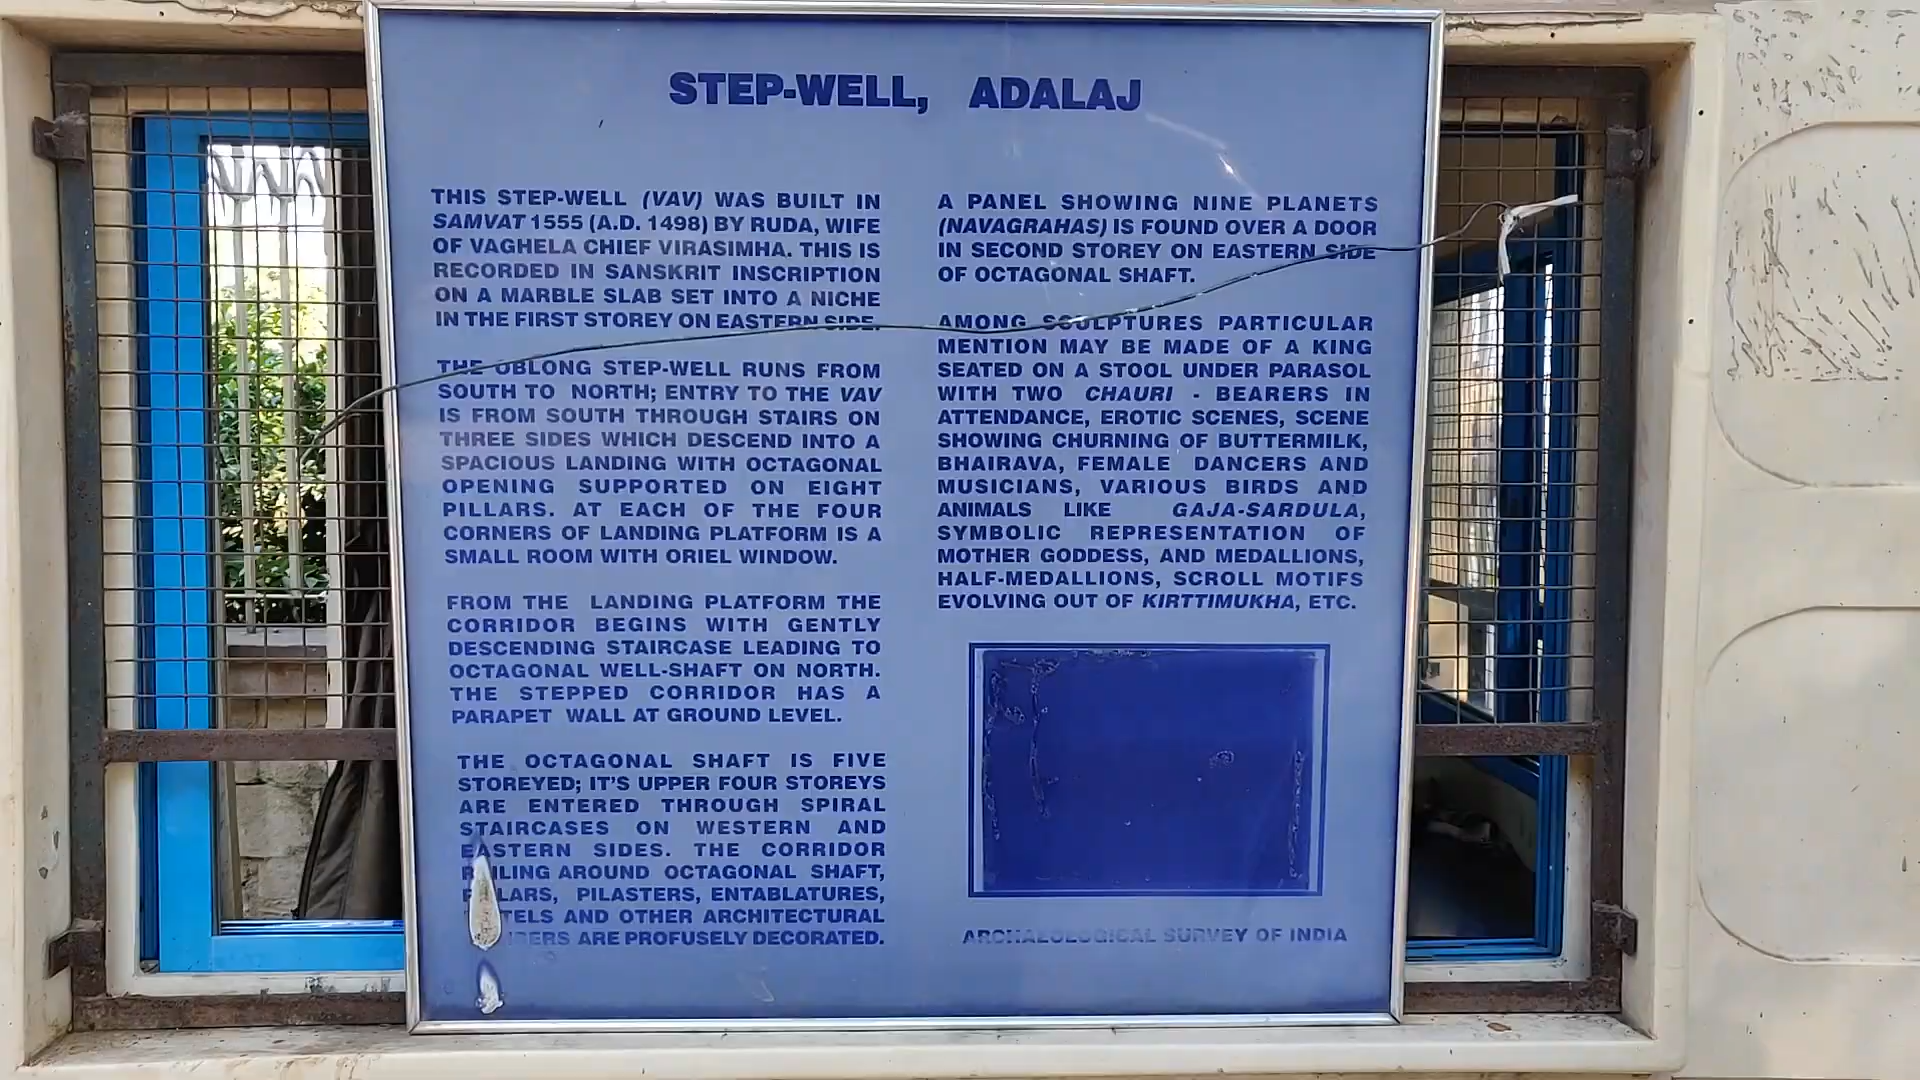 STEP-WELL, ADALAJ
THIS STEP-WELL (VAV) WAS BUILT IN
SAMVAT 1555 (A.D. 1498) BY RUDA, WIFE
OF VAGHELA CHIEF VIRASIMHA. THIS IS
RECORDED IN SANSKRIT INSCRIPTION
ON A MARBLE SLAB SET INTO A NICHE
IN THE FIRST STOREY ON EASTERN SIDE.
THE OBLONG STEP-WELL RUNS FROM
SOUTH TO NORTH; ENTRY TO THE VAV
IS FROM SOUTH THROUGH STAIRS ON
THREE SIDES WHICH DESCEND INTO A
SPACIOUS LANDING WITH OCTAGONAL
OPENING SUPPORTED ON EIGHT
PILLARS. AT EACH OF THE FOUR
CORNERS OF LANDING PLATFORM IS A
SMALL ROOM WITH ORIEL WINDOW.
FROM THE LANDING PLATFORM THE
CORRIDOR BEGINS WITH GENTLY
DESCENDING STAIRCASE LEADING TO
OCTAGONAL WELL-SHAFT ON NORTH.
THE STEPPED CORRIDOR HAS A
PARAPET WALL AT GROUND LEVEL.
THE OCTAGONAL SHAFT IS FIVE
STOREYED; IT'S UPPER FOUR STOREYS
ARE ENTERED THROUGH SPIRAL
STAIRCASES ON WESTERN AND
EASTERN SIDES. THE CORRIDOR
AROUND OCTAGONAL SHAFT,
PILASTERS, ENTABLATURES,
AND OTHER ARCHITECTURAL
ARE PROFUSELY DECORATED.
A PANEL SHOWING NINE PLANETS
(NAVAGRAHAS) IS FOUND OVER A DOOR
IN SECOND STOREY ON EASTERN SIDE
OF OCTAGONAL SHAFT.
AMONG SCULPTURES PARTICULAR
MENTION MAY BE MADE OF A KING
SEATED ON A STOOL UNDER PARASOL
WITH TWO CHAURI - BEARERS IN
ATTENDANCE, EROTIC SCENES, SCENE
SHOWING CHURNING OF BUTTERMILK,
BHAIRAVA, FEMALE DANCERS AND
MUSICIANS, VARIOUS BIRDS AND
ANIMALS LIKE GAJA-SARDULA,
SYMBOLIC REPRESENTATION OF
MOTHER GODDESS, AND MEDALLIONS,
HALF-MEDALLIONS, SCROLL MOTIFS
EVOLVING OUT OF KIRTTIMUKHA, ETC.
ARCHAEOLOGICAL SURVEY OF INDIA